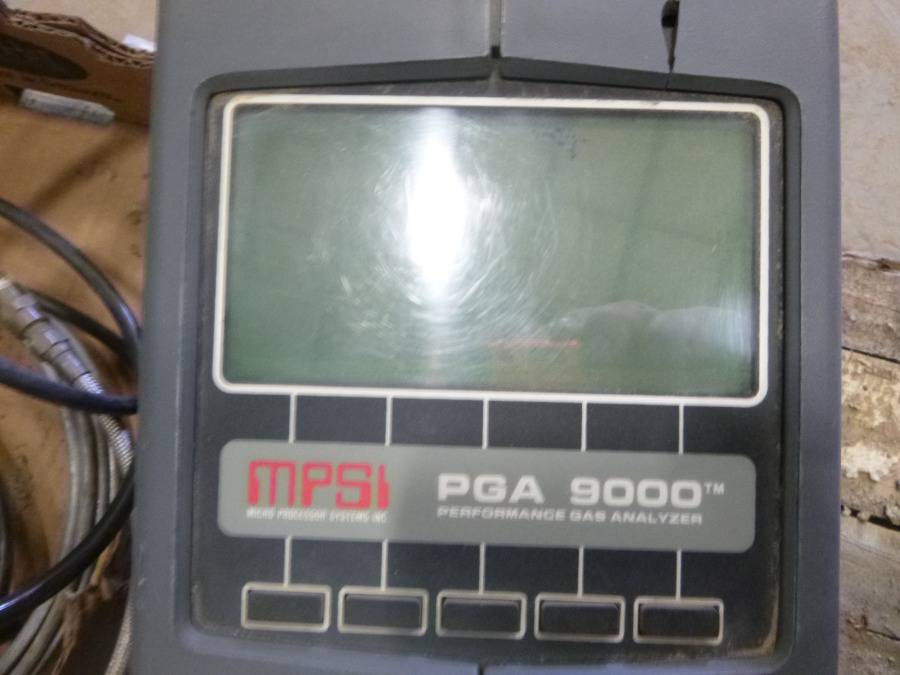 MPSI
MICRO PROCESSOR SYSTEMS INC.
PGA 9000™
PERFORMANCE GAS ANALYZER